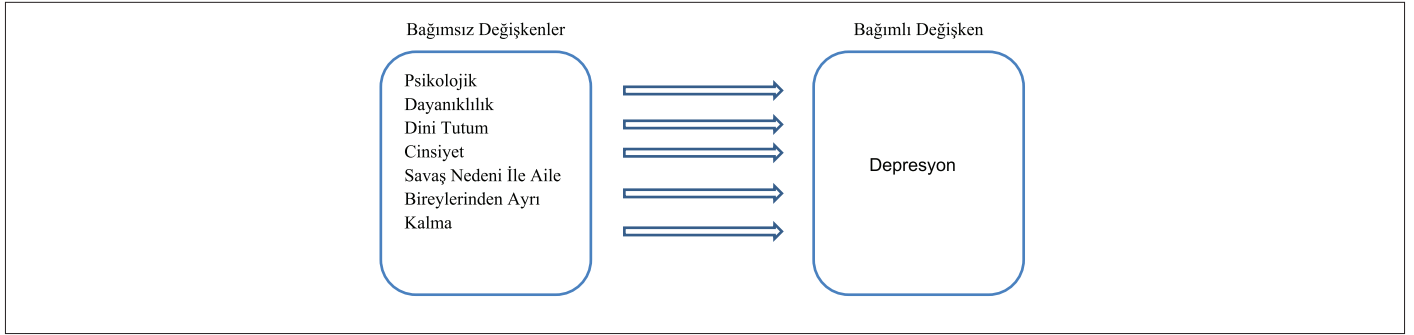 Bağımsız Değişkenler
Psikolojik
Dayanıklılık
Dini Tutum
Cinsiyet
Savaş Nedeni İle Aile
Bireylerinden Ayrı
Kalma
Bağımlı Değişken
Depresyon